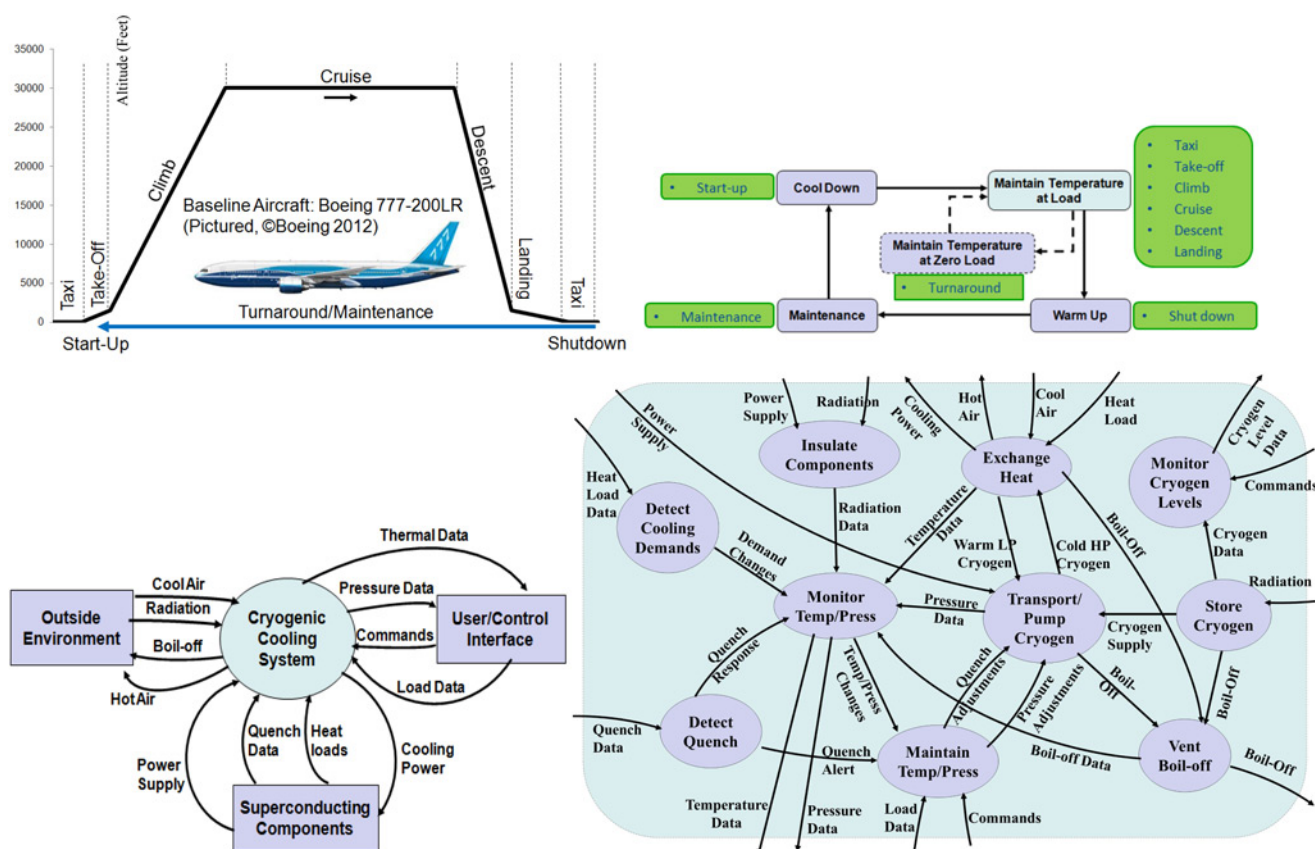 Altitude (Feet)
35000
30000
25000
20000
15000
10000
5000
0
Cruise
Climb
Descent
Baseline Aircraft: Boeing 777-200LR
(Pictured, ©Boeing 2012)
Taxi
Take-Off
Landing
Taxi
Turnaround/Maintenance
Start-Up
Shutdown
• Start-up
Cool Down
Maintain Temperature
at Load
• Taxi
• Take-off
• Climb
• Cruise
• Descent
• Landing
Maintain Temperature
at Zero Load
• Turnaround
• Maintenance
Maintenance
Warm Up
• Shut down
Thermal Data
Cool Air
Radiation
Boil-off
Hot Air
Outside
Environment
Cryogenic
Cooling
System
Pressure Data
Commands
Load Data
User/Control
Interface
Power
Supply
Quench
Data
Heat
loads
Cooling
Power
Superconducting
Components
Power
Supply
Power
Supply
Radiation
Cooling
Power
Hot
Air
Cool
Air
Heat
Load
Cryogen
Level
Data
Insulate
Components
Exchange
Heat
Monitor
Cryogen
Levels
Commands
Heat
Load
Data
Detect
Cooling
Demands
Radiation
Data
Temperature
Data
Boil-Off
Demand
Changes
Warm LP
Cryogen
Cold HP
Cryogen
Cryogen
Data
Radiation
Monitor
Temp/Press
Pressure
Data
Transport/
Pump
Cryogen
Cryogen
Supply
Store
Cryogen
Quench
Response
Temp/Press
Changes
Quench
Adjustments
Pressure
Adjustments
Boil-
Off
Boil-Off
Quench
Data
Detect
Quench
Quench
Alert
Maintain
Temp/Press
Boil-off Data
Vent
Boil-off
Boil-Off
Temperature
Data
Pressure
Data
Load
Data
Commands